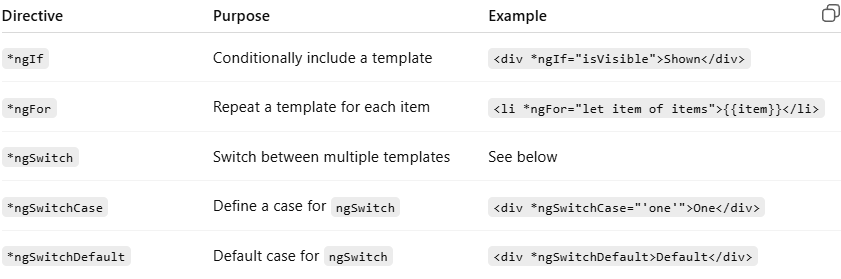 Directive Purpose Example
*ngIf Conditionally include a template <div *ngIf="isVisible">Shown</div>
*ngFor Repeat a template for each item <li *ngFor="let item of items">{{item}}</li>
*ngSwitch Switch between multiple templates See below
*ngSwitchCase Define a case for ngSwitch <div *ngSwitchCase="'one'">One</div>
*ngSwitchDefault Default case for ngSwitch <div *ngSwitchDefault>Default</div>